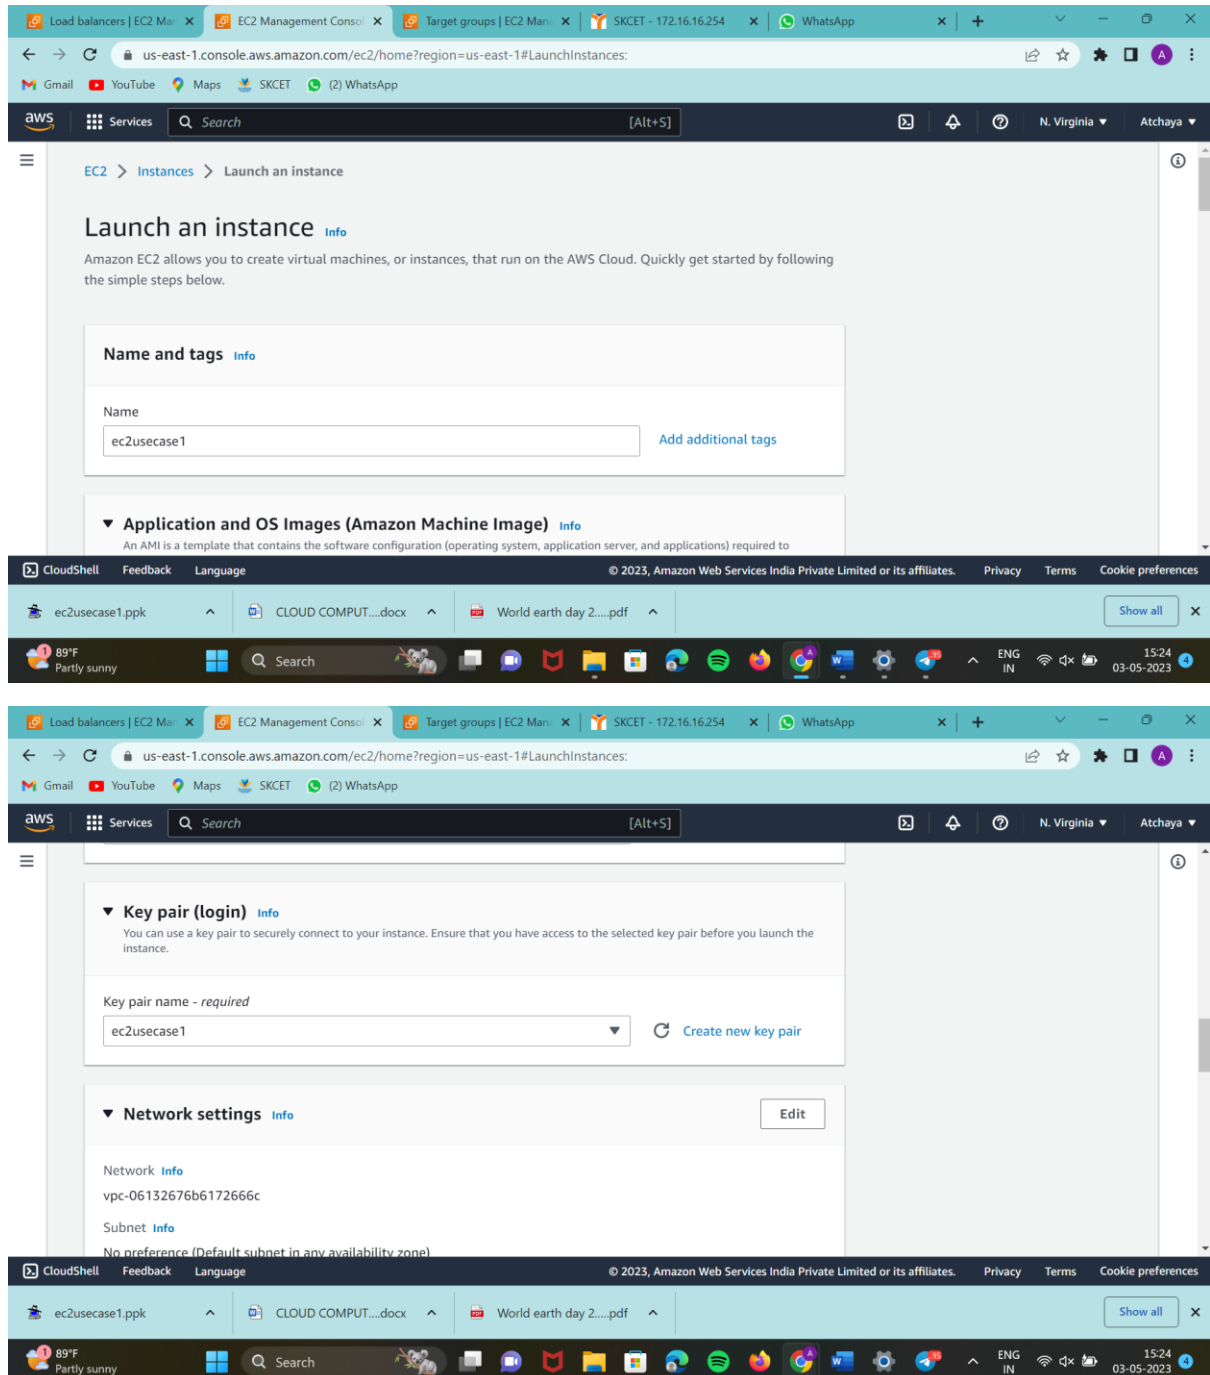 Load balancers | EC2 Man
EC2 Management Consol
Target groups | EC2 Mana
SKCET - 172.16.16.254
WhatsApp
us-east-1.console.aws.amazon.com/ec2/home?region=us-east-1#LaunchInstances:
A
Gmail YouTube Maps SKCET (2) WhatsApp
aws Services Search [Alt+S] N. Virginia Atchaya
EC2 > Instances > Launch an instance
Launch an instance Info
Amazon EC2 allows you to create virtual machines, or instances, that run on the AWS Cloud. Quickly get started by following
the simple steps below.
Name and tags Info
Name
ec2usecase1 Add additional tags
Application and OS Images (Amazon Machine Image) Info
An AMI is a template that contains the software configuration (operating system, application server, and applications) required to
CloudShell Feedback Language © 2023, Amazon Web Services India Private Limited or its affiliates. Privacy Terms Cookie preferences
ec2usecase1.ppk CLOUD COMPUT....docx World earth day 2.....pdf Show all
1 89°F
Partly sunny
Search
95
ENG
IN
15:24
03-05-2023
4
Load balancers | EC2 Man
EC2 Management Consol
Target groups | EC2 Mana
SKCET - 172.16.16.254
WhatsApp
us-east-1.console.aws.amazon.com/ec2/home?region=us-east-1#LaunchInstances:
A
Gmail YouTube Maps SKCET (2) WhatsApp
aws Services Search [Alt+S] N. Virginia Atchaya
Key pair (login) Info
You can use a key pair to securely connect to your instance. Ensure that you have access to the selected key pair before you launch the
instance.
Key pair name - required
ec2usecase1 Create new key pair
Network settings Info Edit
Network Info
vpc-06132676b6172666c
Subnet Info
No preference (Default subnet in any availability zone)
CloudShell Feedback Language © 2023, Amazon Web Services India Private Limited or its affiliates. Privacy Terms Cookie preferences
ec2usecase1.ppk CLOUD COMPUT....docx World earth day 2.....pdf Show all
1 89°F
Partly sunny
Search
95
ENG
IN
15:24
03-05-2023
4